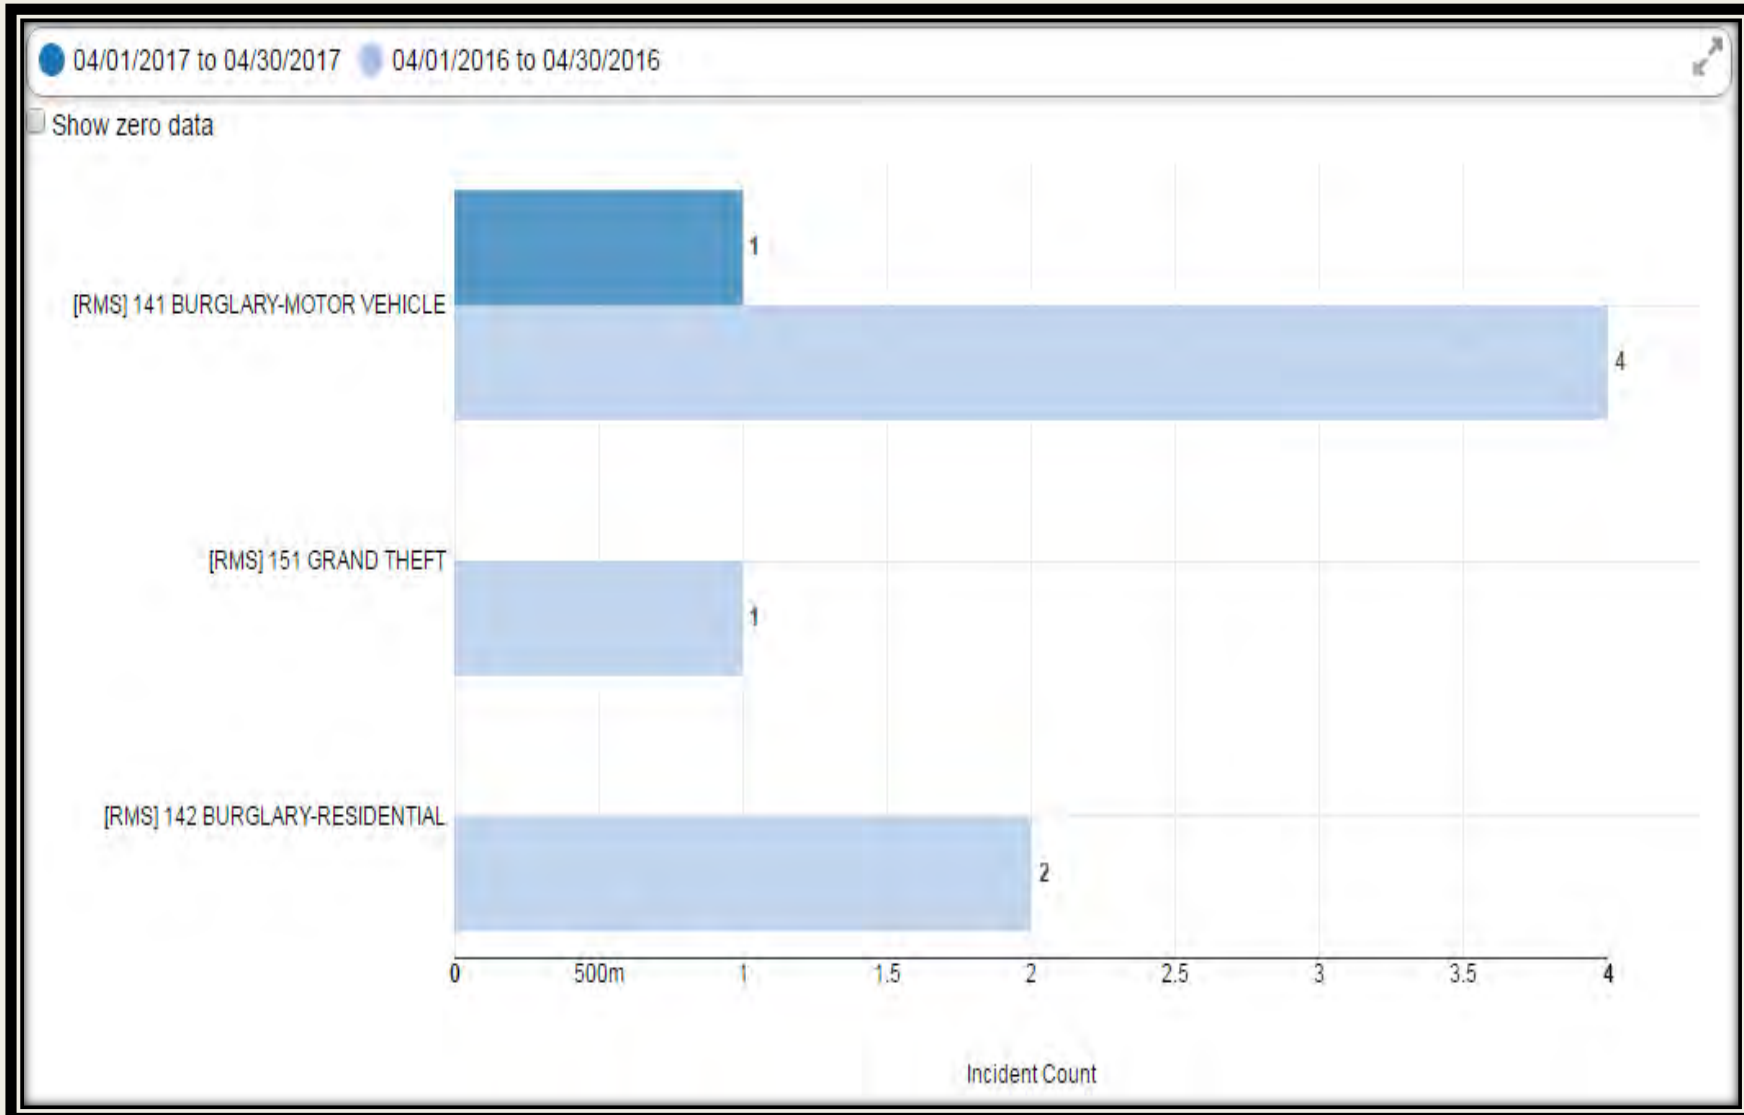 04/01/2017 to 04/30/2017 04/01/2016 to 04/30/2016
Show zero data
1
[RMS] 141 BURGLARY-MOTOR VEHICLE
4
[RMS] 151 GRAND THEFT
1
[RMS] 142 BURGLARY-RESIDENTIAL
2
0 500m 1 1.5 2 2.5 3 3.5 4
Incident Count